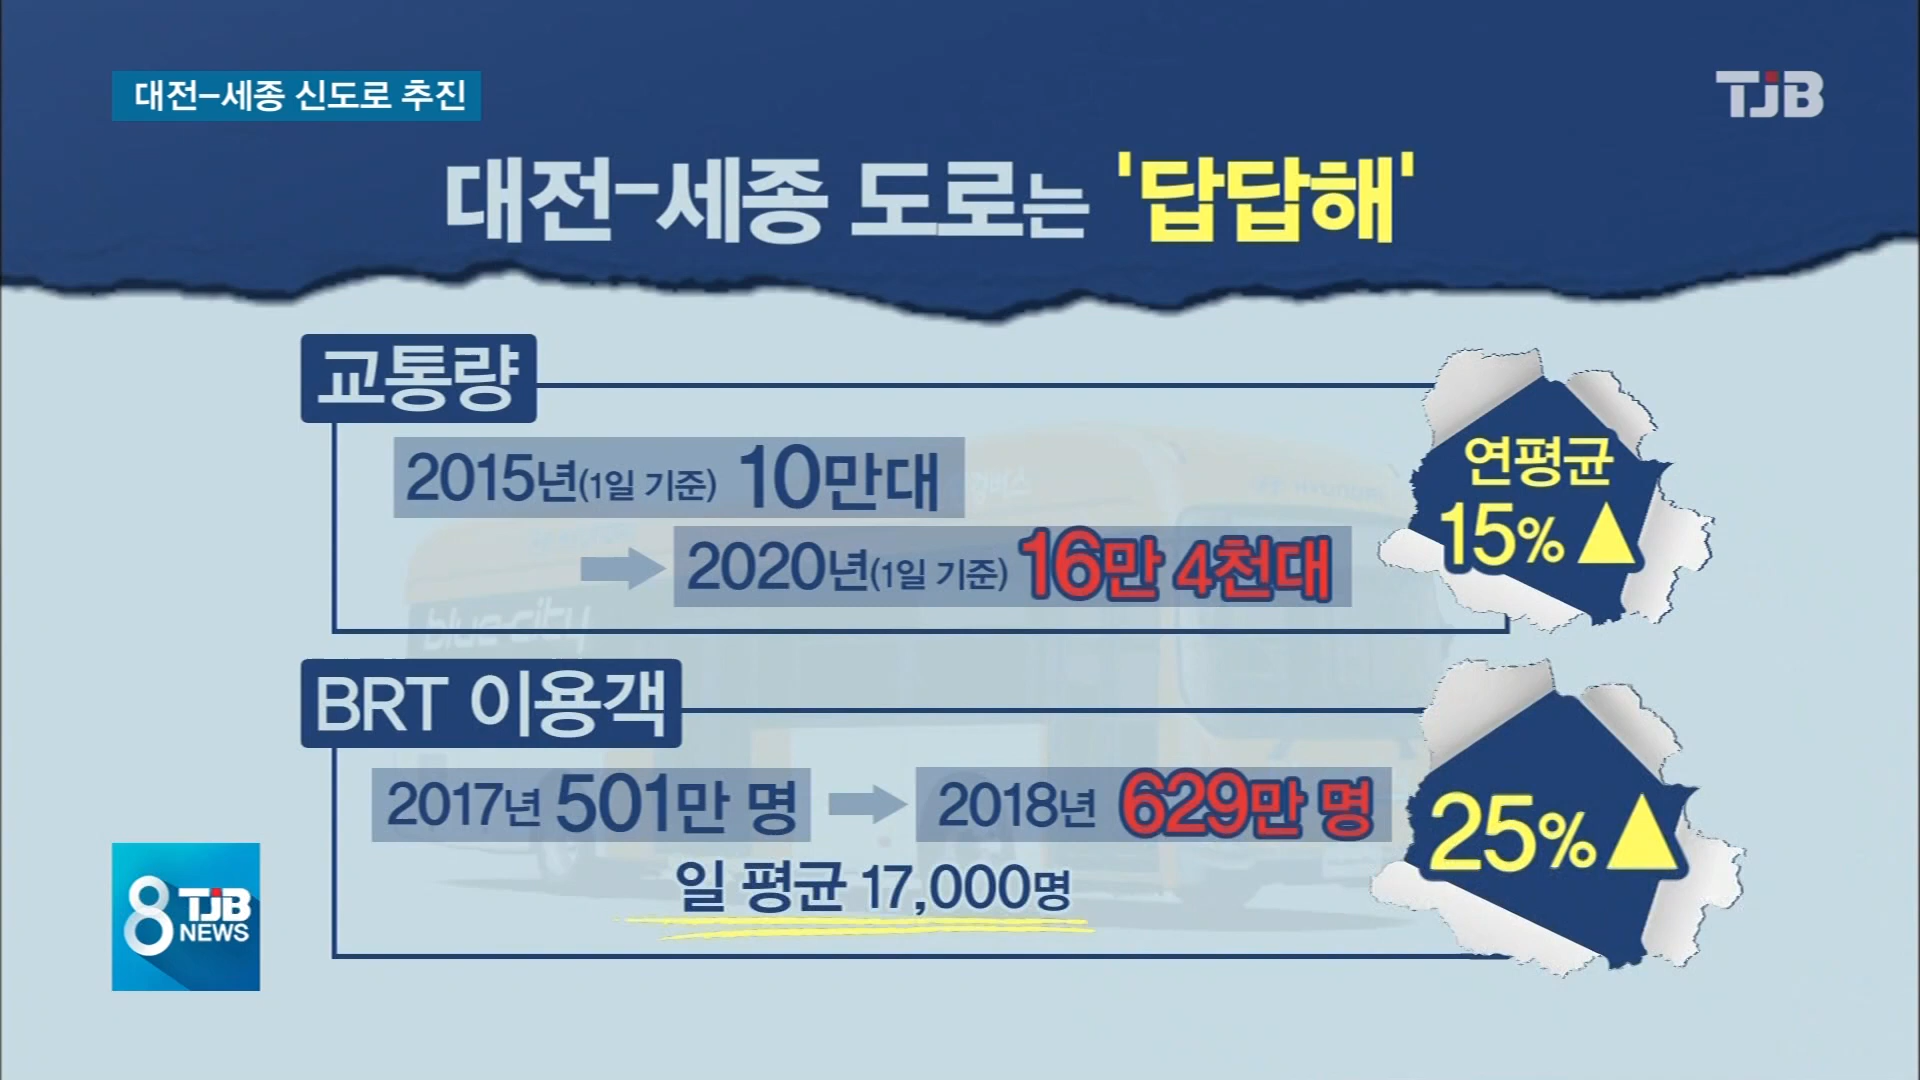 대전-세종 신도로 추진
TJB
대전-세종 도로는 '답답해'
교통량
2015년(1일 기준) 10만대
2020년(1일 기준) 16만 4천대
연평균
15% ▲
blue-city
BRT 이용객
2017년 501만 명
2018년 629만 명
25% ▲
일 평균 17,000명
8 TJB NEWS